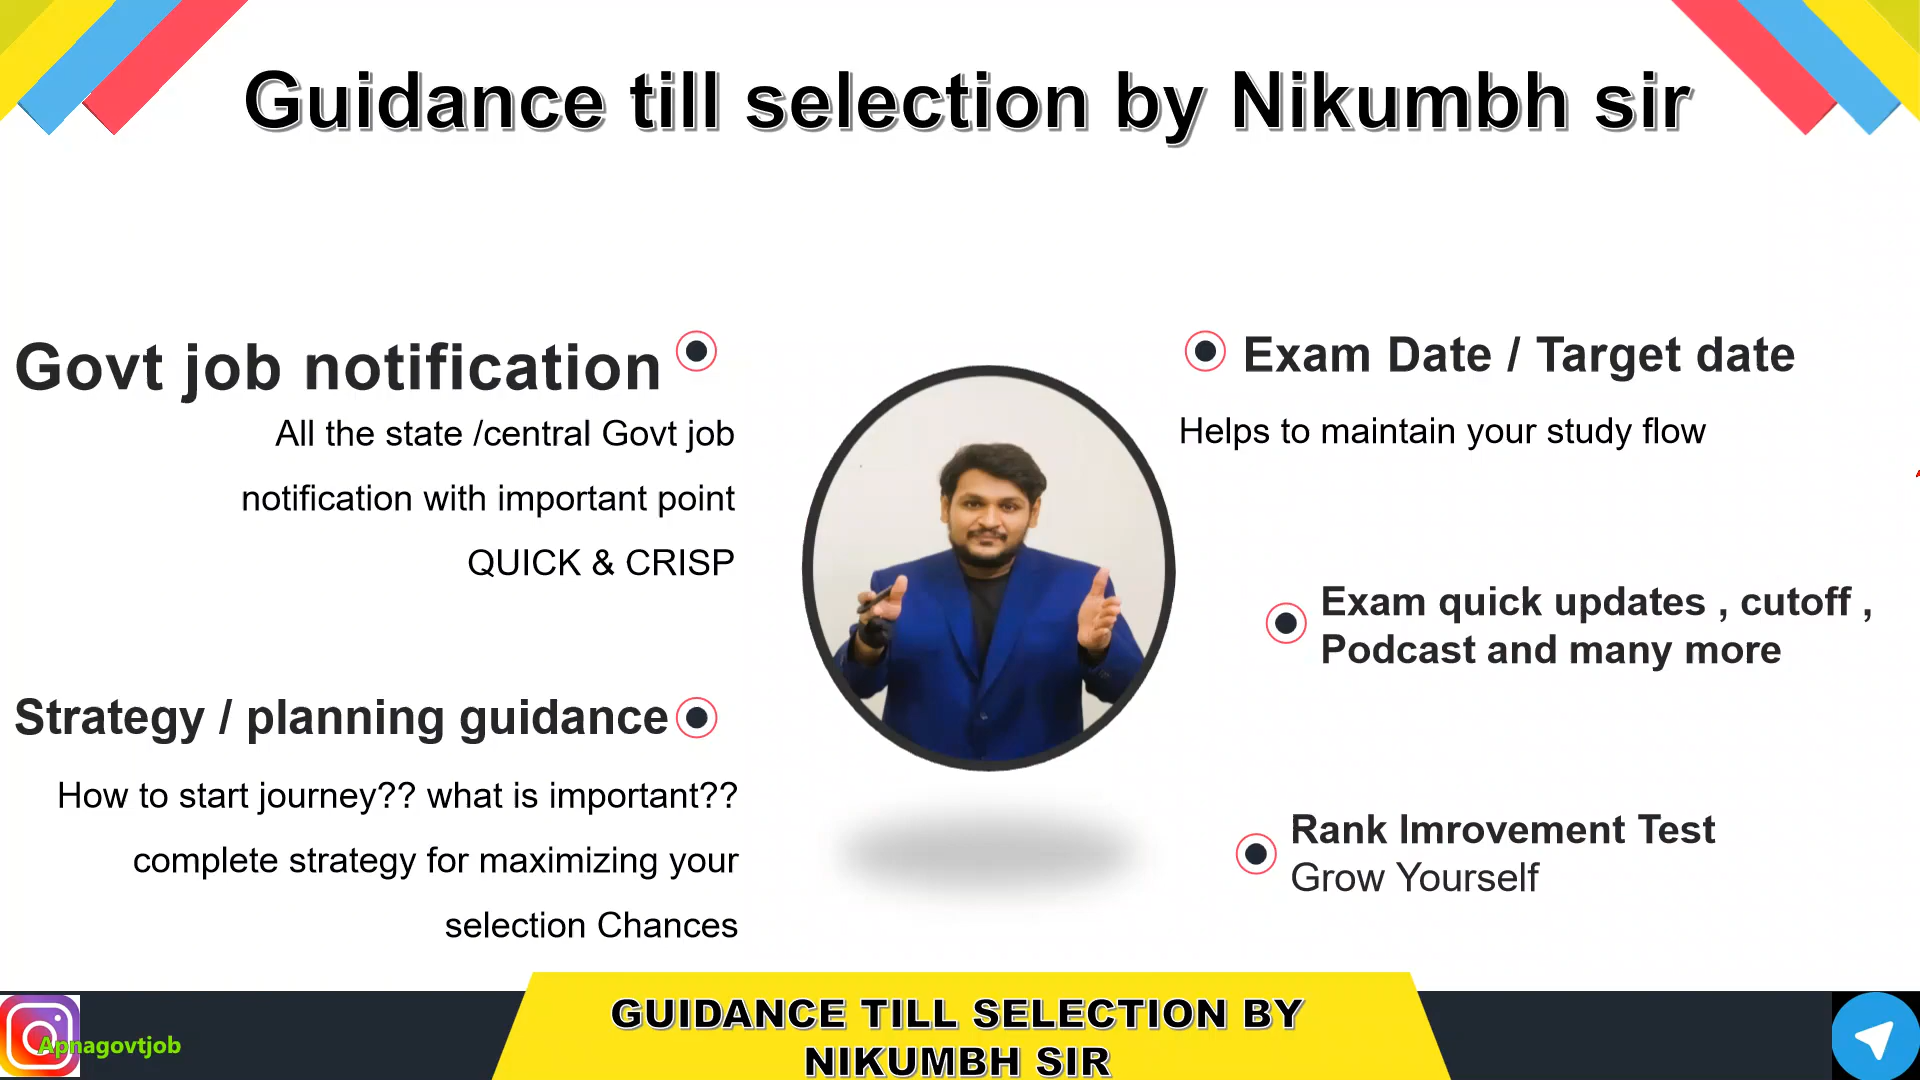 Guidance till selection by Nikumbh sir
Govt job notification
All the state /central Govt job
notification with important point
QUICK & CRISP
Strategy / planning guidance
How to start journey?? what is important??
complete strategy for maximizing your
selection Chances
Exam Date / Target date
Helps to maintain your study flow
Exam quick updates , cutoff ,
Podcast and many more
Rank Imrovement Test
Grow Yourself
Apnagovtjob
GUIDANCE TILL SELECTION BY
NIKUMBH SIR